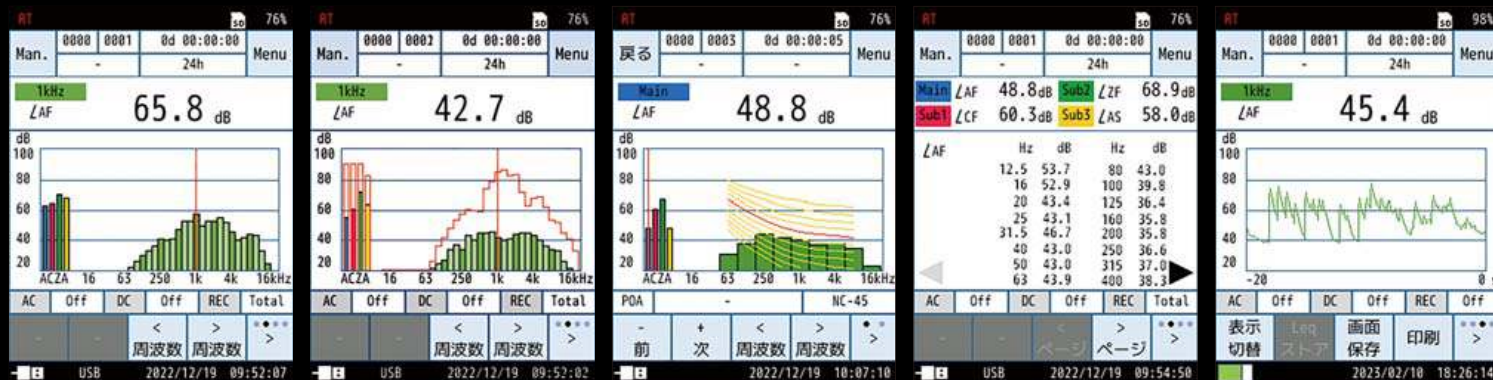 RT SD 76%
Man. 0000 0001 0d 00:00:00 Menu
- 24h
1kHz
LAF 65.8 dB
dB
100
80
60
40
20
ACZA 16 63 250 1k 4k 16kHz
AC Off DC Off REC Total
- - < > >
周波数 周波数
USB 2022/12/19 09:52:07
RT SD 76%
Man. 0000 0002 0d 00:00:00 Menu
- 24h
1kHz
LAF 42.7 dB
dB
100
80
60
40
20
ACZA 16 63 250 1k 4k 16kHz
AC Off DC Off REC Total
- - < > >
周波数 周波数
USB 2022/12/19 09:52:02
RT SD 76%
戻る 0000 0003 0d 00:00:05 Menu
- 24h
Main
LAF 48.8 dB
dB
100
80
60
40
20
ACZA 16 63 250 1k 4k 16kHz
POA - NC-45
- + < > >
前 次 周波数 周波数
2022/12/19 10:07:10
RT SD 76%
Man. 0000 0001 0d 00:00:00 Menu
- 24h
Main LAF 48.8dB Sub2 LZF 68.9dB
Sub1 LCF 60.3dB Sub3 LAS 58.0dB
LAF Hz dB Hz dB
12.5 53.7 80 43.0
16 52.9 100 39.8
20 43.4 125 36.4
25 43.1 160 35.8
31.5 46.7 200 35.8
40 43.0 250 36.6
50 43.0 315 37.0
63 43.9 400 38.3
AC Off DC Off REC Total
- - < > >
ページ ページ
USB 2022/12/19 09:54:50
RT SD 98%
Man. 0000 0001 0d 00:00:00 Menu
- 24h
1kHz
LAF 45.4 dB
dB
100
80
60
40
20
-20 0 s
AC Off DC Off REC Off
表示 Leq 画面 印刷 >
切替 ストア 保存
2023/02/10 18:26:14